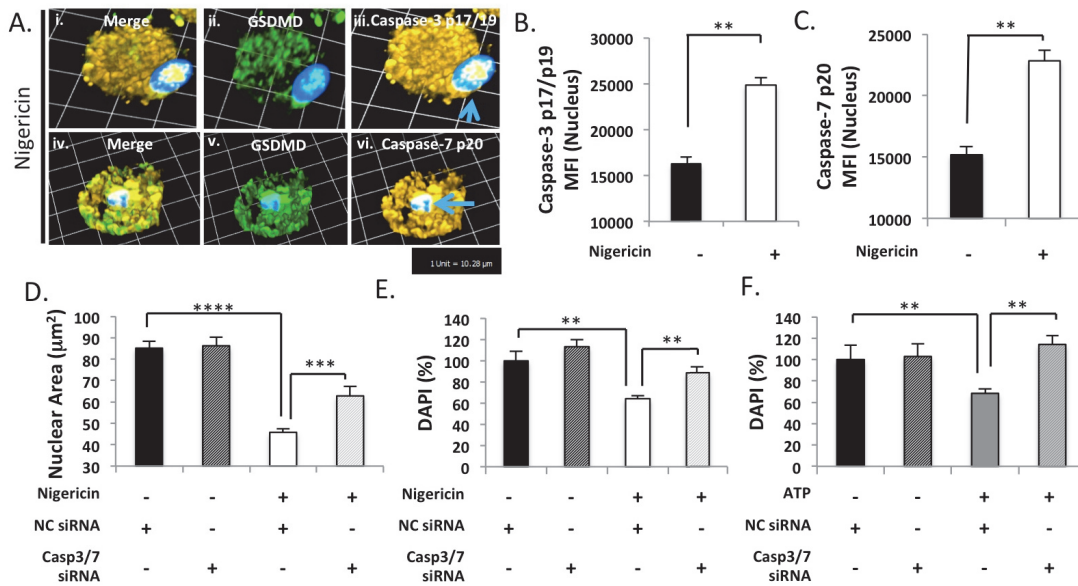 A.
Nigericin
i. Merge
ii. GSDMD
iii. Caspase-3 p17/19
iv. Merge
v. GSDMD
vi. Caspase-7 p20
1 Unit = 10.28 μm
B.
Caspase-3 p17/p19
MFI (Nucleus)
**
30000
25000
20000
15000
10000
Nigericin - +
C.
Caspase-7 p20
MFI (Nucleus)
**
25000
20000
15000
10000
Nigericin - +
D.
Nuclear Area (μm²)
****
***
100
90
80
70
60
50
40
30
Nigericin - - + +
NC siRNA + - + -
Casp3/7
siRNA - + - +
E.
DAPI (%)
**
**
140
120
100
80
60
40
20
0
Nigericin - - + +
NC siRNA + - + -
Casp3/7
siRNA - + - +
F.
DAPI (%)
**
**
140
120
100
80
60
40
20
0
ATP - - + +
NC siRNA + - + -
Casp3/7
siRNA - + - +